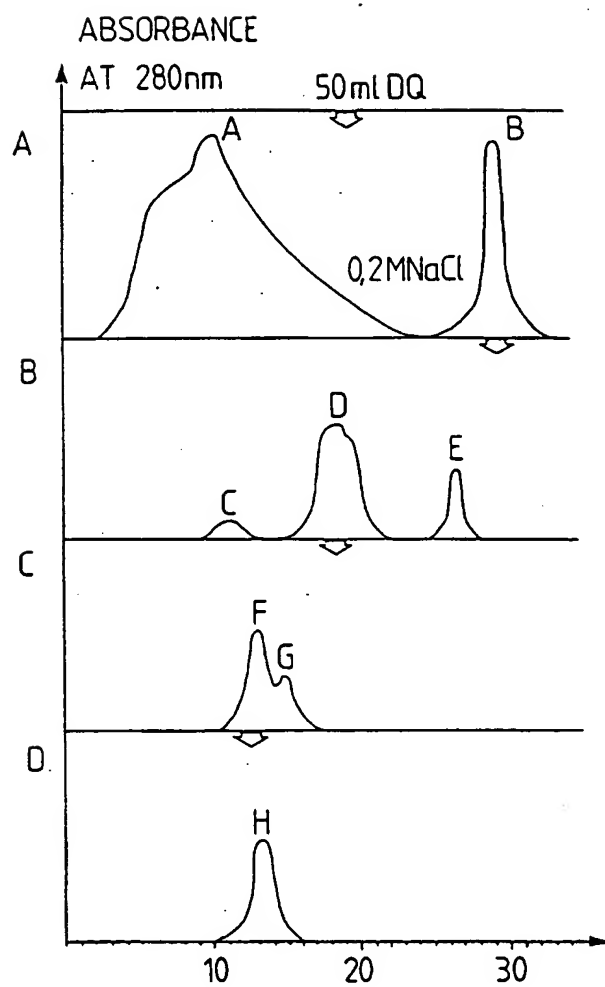 ABSORBANCE
AT 280nm
50ml DQ
A
A
B
0,2MNaCl
B
C
D
E
C
F
G
D.
H
10
20
30